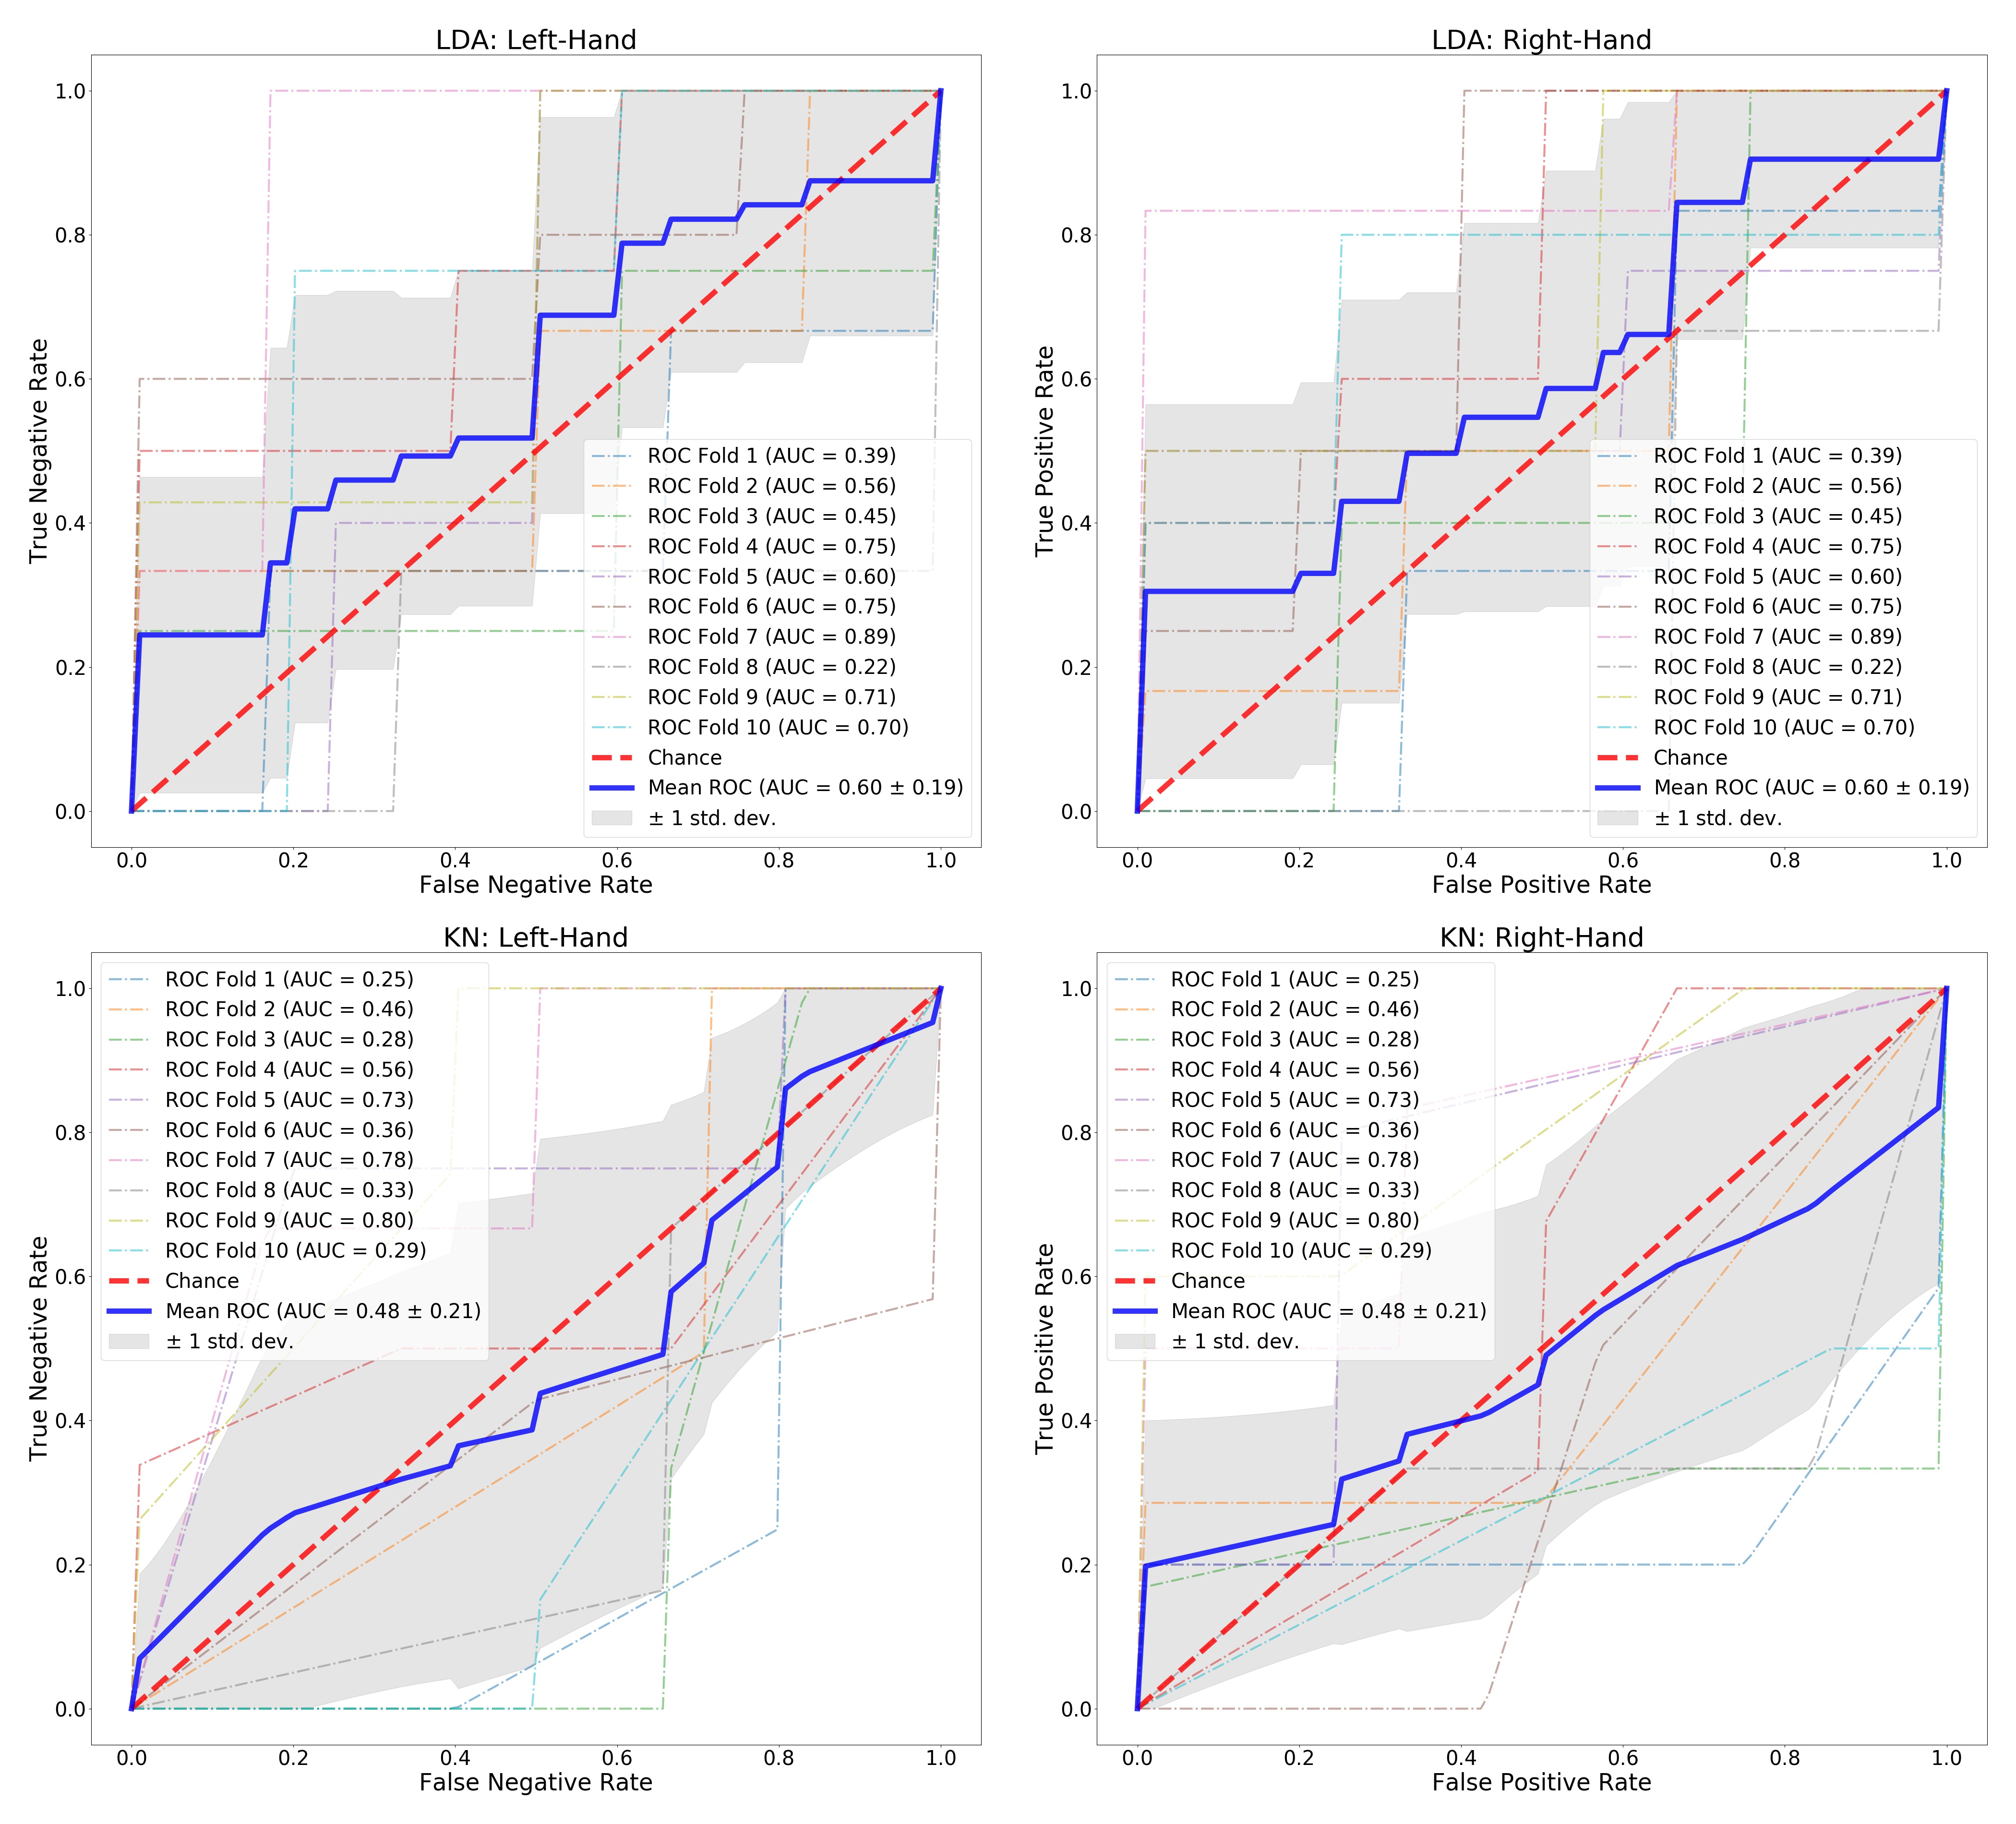 LDA: Left-Hand
True Negative Rate
1.0
0.8
0.6
0.4
0.2
0.0
ROC Fold 1 (AUC = 0.39)
ROC Fold 2 (AUC = 0.56)
ROC Fold 3 (AUC = 0.45)
ROC Fold 4 (AUC = 0.75)
ROC Fold 5 (AUC = 0.60)
ROC Fold 6 (AUC = 0.75)
ROC Fold 7 (AUC = 0.89)
ROC Fold 8 (AUC = 0.22)
ROC Fold 9 (AUC = 0.71)
ROC Fold 10 (AUC = 0.70)
Chance
Mean ROC (AUC = 0.60 ± 0.19)
± 1 std. dev.
0.0 0.2 0.4 0.6 0.8 1.0
False Negative Rate
LDA: Right-Hand
True Positive Rate
1.0
0.8
0.6
0.4
0.2
0.0
ROC Fold 1 (AUC = 0.39)
ROC Fold 2 (AUC = 0.56)
ROC Fold 3 (AUC = 0.45)
ROC Fold 4 (AUC = 0.75)
ROC Fold 5 (AUC = 0.60)
ROC Fold 6 (AUC = 0.75)
ROC Fold 7 (AUC = 0.89)
ROC Fold 8 (AUC = 0.22)
ROC Fold 9 (AUC = 0.71)
ROC Fold 10 (AUC = 0.70)
Chance
Mean ROC (AUC = 0.60 ± 0.19)
± 1 std. dev.
0.0 0.2 0.4 0.6 0.8 1.0
False Positive Rate
KN: Left-Hand
True Negative Rate
1.0
0.8
0.6
0.4
0.2
0.0
ROC Fold 1 (AUC = 0.25)
ROC Fold 2 (AUC = 0.46)
ROC Fold 3 (AUC = 0.28)
ROC Fold 4 (AUC = 0.56)
ROC Fold 5 (AUC = 0.73)
ROC Fold 6 (AUC = 0.36)
ROC Fold 7 (AUC = 0.78)
ROC Fold 8 (AUC = 0.33)
ROC Fold 9 (AUC = 0.80)
ROC Fold 10 (AUC = 0.29)
Chance
Mean ROC (AUC = 0.48 ± 0.21)
± 1 std. dev.
0.0 0.2 0.4 0.6 0.8 1.0
False Negative Rate
KN: Right-Hand
True Positive Rate
1.0
0.8
0.6
0.4
0.2
0.0
ROC Fold 1 (AUC = 0.25)
ROC Fold 2 (AUC = 0.46)
ROC Fold 3 (AUC = 0.28)
ROC Fold 4 (AUC = 0.56)
ROC Fold 5 (AUC = 0.73)
ROC Fold 6 (AUC = 0.36)
ROC Fold 7 (AUC = 0.78)
ROC Fold 8 (AUC = 0.33)
ROC Fold 9 (AUC = 0.80)
ROC Fold 10 (AUC = 0.29)
Chance
Mean ROC (AUC = 0.48 ± 0.21)
± 1 std. dev.
0.0 0.2 0.4 0.6 0.8 1.0
False Positive Rate